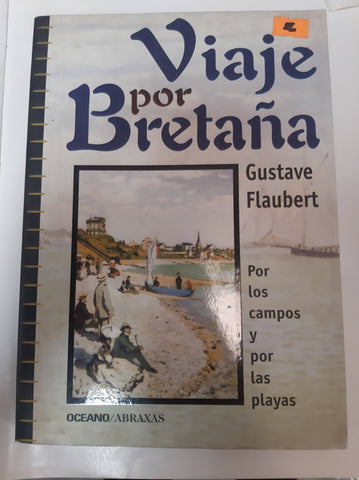 Viaje
por
Bretaña
Gustave
Flaubert
Por
los
campos
y
por
las
playas
OCEANO/ABRAXAS